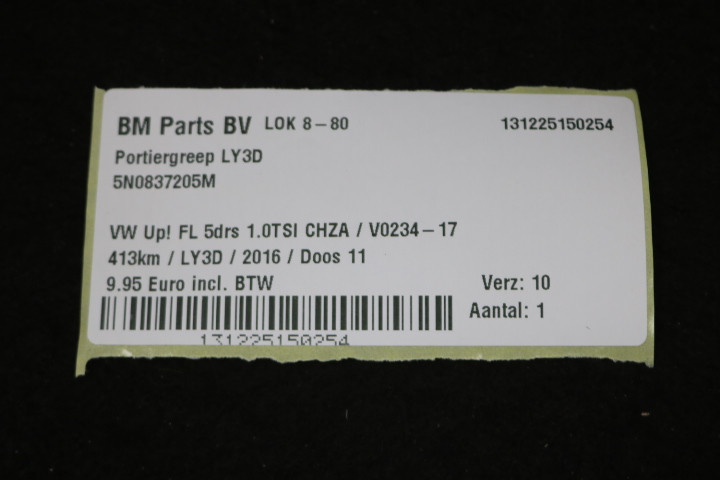 BM Parts BV LOK 8-80 131225150254
Portiergreep LY3D
5N0837205M
VW Up! FL 5drs 1.0TSI CHZA / V0234-17
413km / LY3D / 2016 / Doos 11
9.95 Euro incl. BTW Verz: 10
Aantal: 1
131225150254